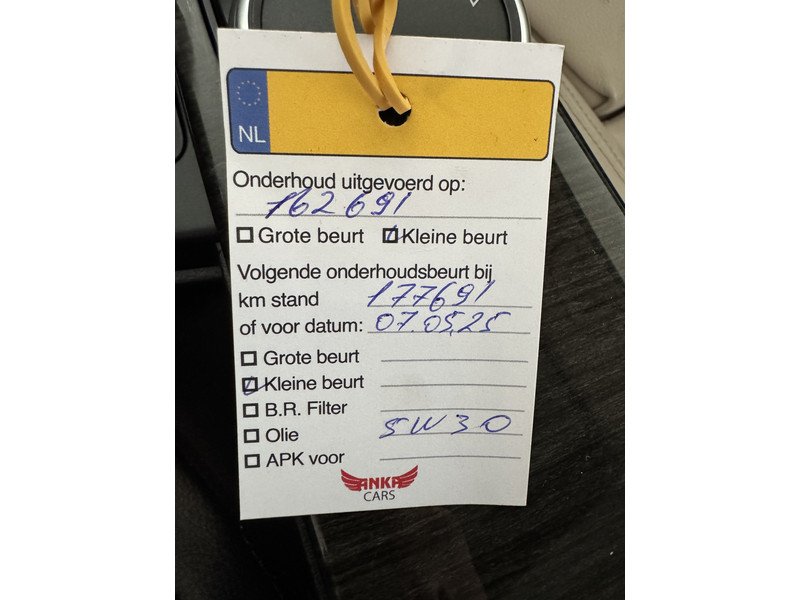 NL
Onderhoud uitgevoerd op:
162691
Grote beurt Kleine beurt
Volgende onderhoudsbeurt bij
km stand 177691
of voor datum: 07.05.25
Grote beurt
Kleine beurt
B.R. Filter
Olie 5W30
APK voor
ANKA
CARS